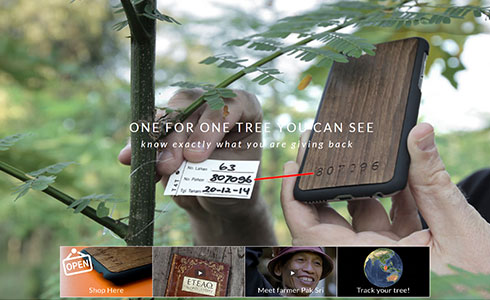 ONE FOR ONE TREE YOU CAN SEE
know exactly what you are giving back
No. Lahan : 63
No. Pohon : 807096
Tgl. Tanam: 20-12-14
807096
OPEN
Shop Here
Meet farmer Pak Sri
Track your tree!